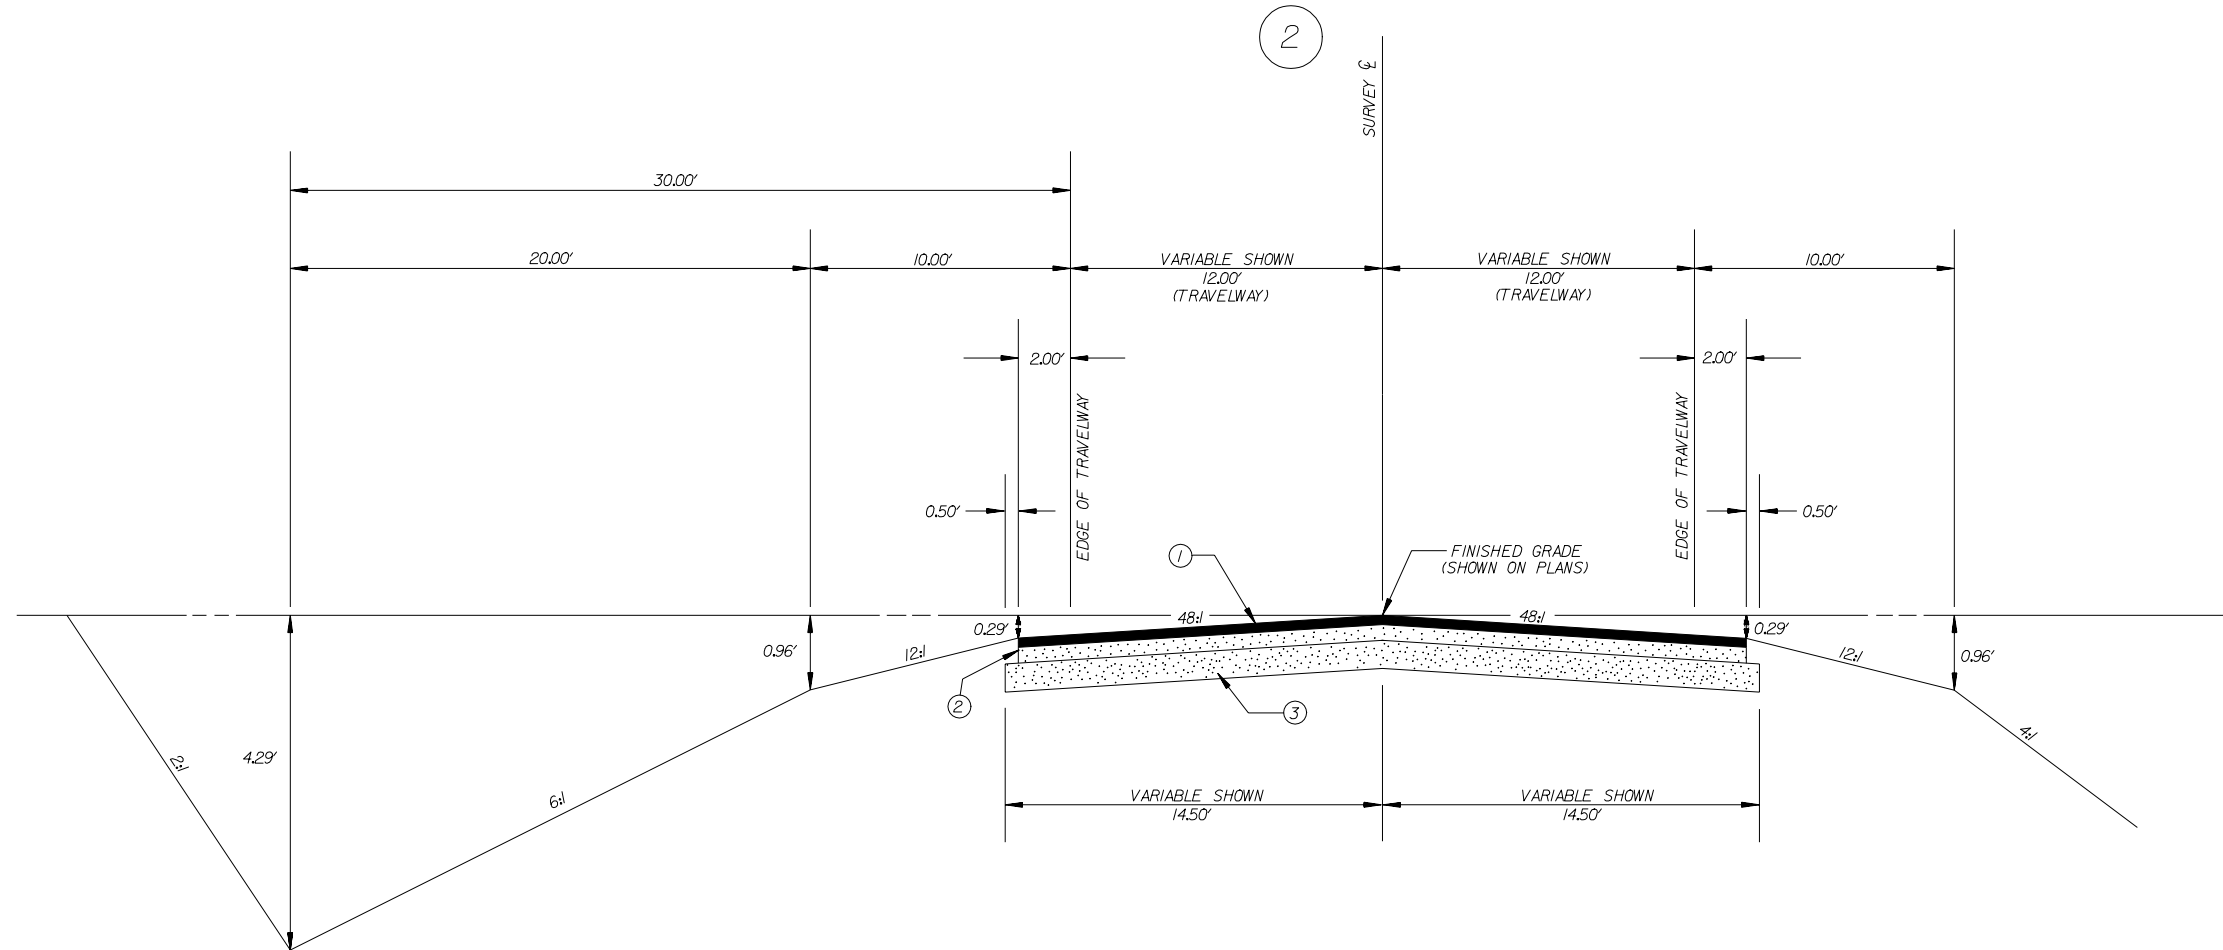 2
SURVEY ℄
30.00'
20.00'
10.00'
VARIABLE SHOWN
12.00'
(TRAVELWAY)
VARIABLE SHOWN
12.00'
(TRAVELWAY)
10.00'
2.00'
2.00'
EDGE OF TRAVELWAY
EDGE OF TRAVELWAY
0.50'
0.50'
1
FINISHED GRADE
(SHOWN ON PLANS)
0.29'
48:1
48:1
0.29'
0.96'
12:1
12:1
0.96'
2
3
4:1
2:1
4.29'
6:1
VARIABLE SHOWN
14.50'
VARIABLE SHOWN
14.50'